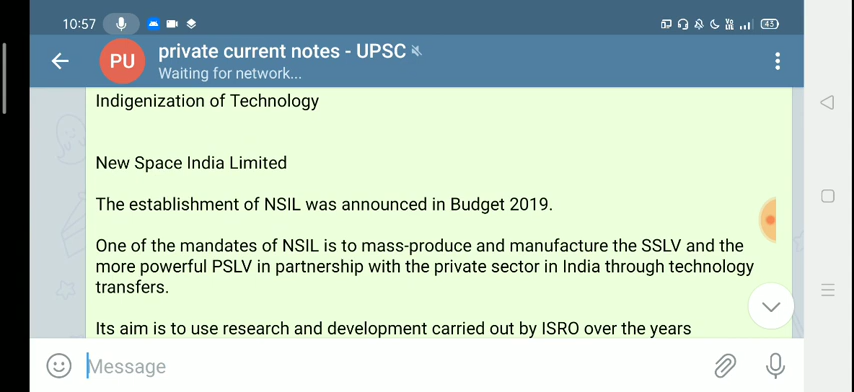 10:57
45
PU
private current notes - UPSC
Waiting for network...
Indigenization of Technology
New Space India Limited
The establishment of NSIL was announced in Budget 2019.
One of the mandates of NSIL is to mass-produce and manufacture the SSLV and the
more powerful PSLV in partnership with the private sector in India through technology
transfers.
Its aim is to use research and development carried out by ISRO over the years
Message